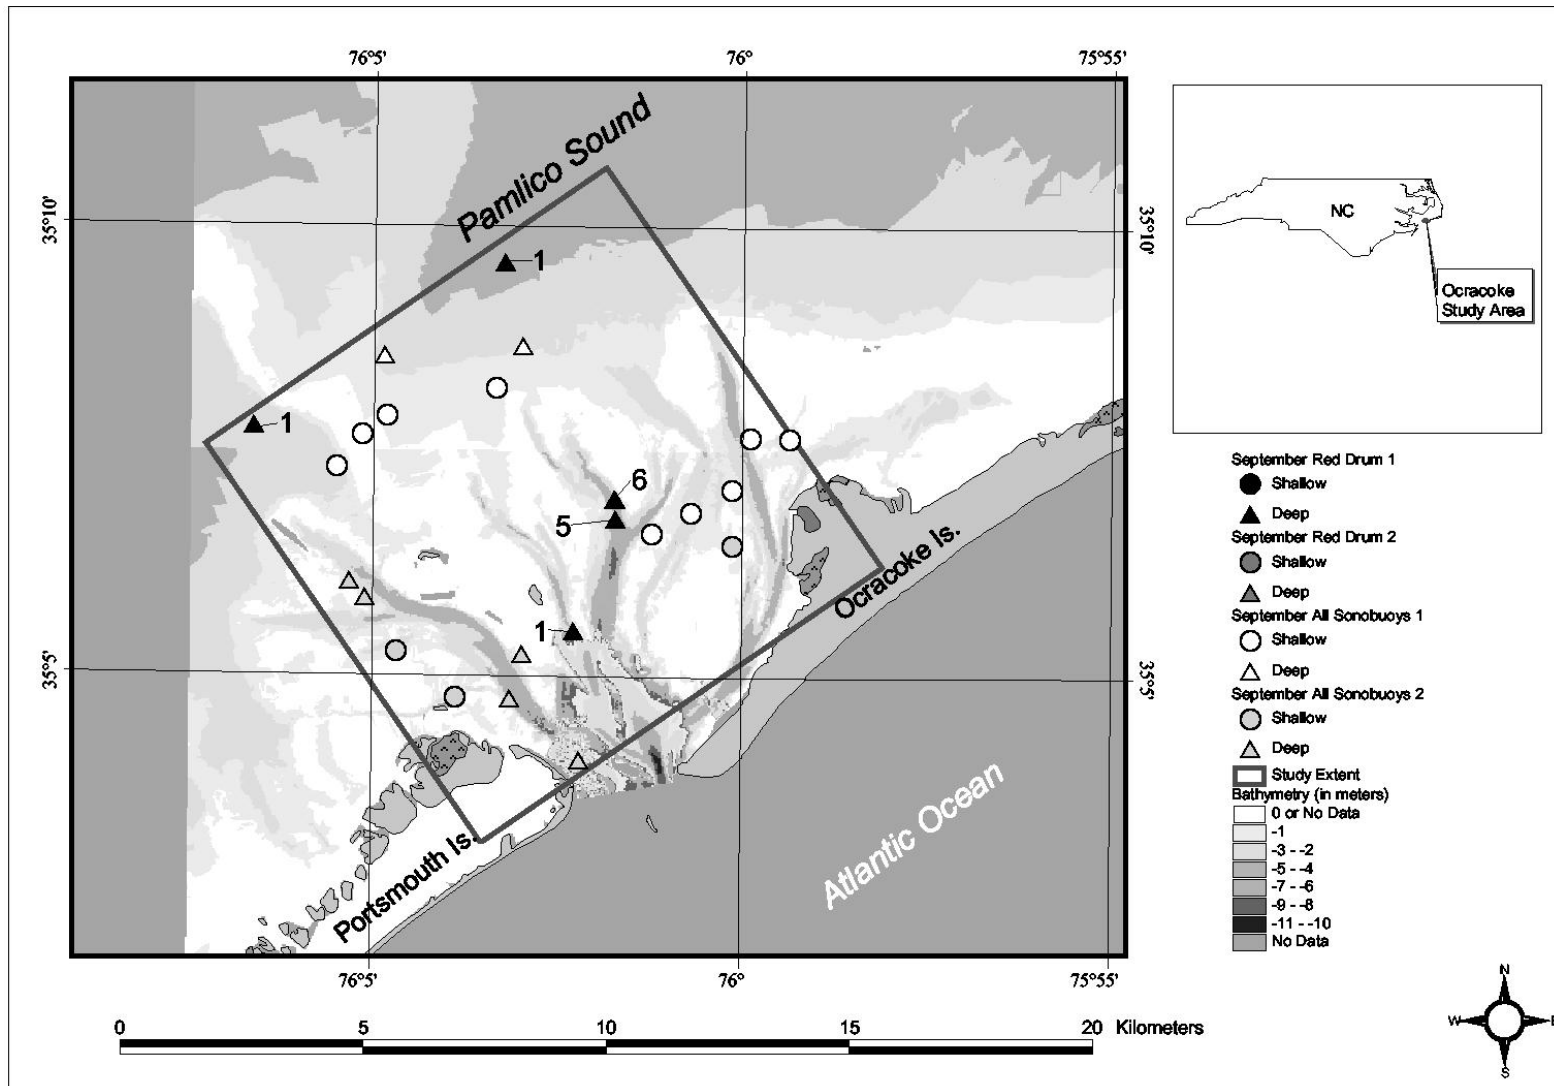 76°5'
76°
75°55'
35°10'
35°10'
Pamlico Sound
1
1
6
5
1
Ocracoke Is.
35°5'
35°5'
Portsmouth Is.
Atlantic Ocean
76°5'
76°
75°55'
0
5
10
15
20 Kilometers
NC
Ocracoke
Study Area
September Red Drum 1
Shallow
Deep
September Red Drum 2
Shallow
Deep
September All Sonobuoys 1
Shallow
Deep
September All Sonobuoys 2
Shallow
Deep
Study Extent
Bathymetry (in meters)
0 or No Data
-1
-3 - -2
-5 - -4
-7 - -6
-9 - -8
-11 - -10
No Data
N
W
E
S